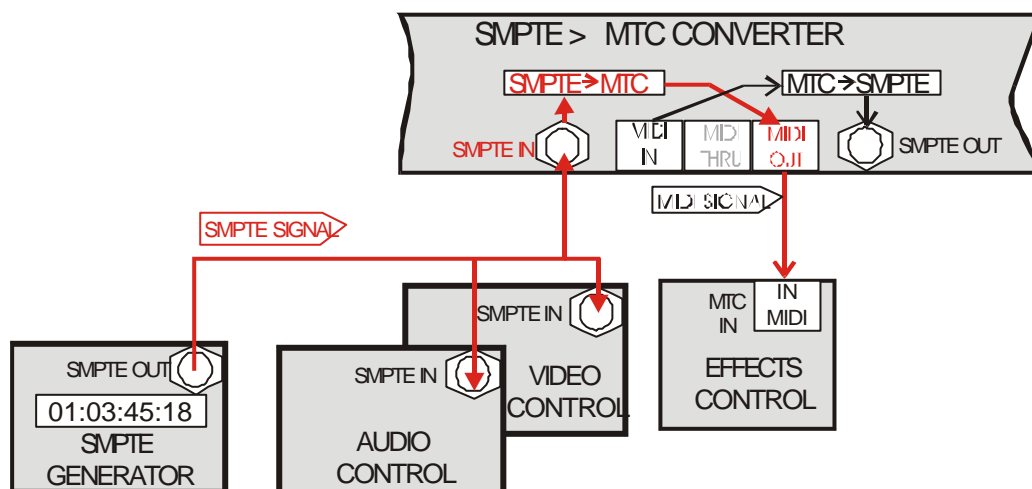 SMPTE > MTC CONVERTER
SMPTE→MTC
MTC→SMPTE
SMPTE IN
MIDI
IN
MIDI
THRU
MIDI
OUT
SMPTE OUT
MIDI SIGNAL
SMPTE SIGNAL
MTC
IN
IN
MIDI
EFFECTS
CONTROL
SMPTE IN
VIDEO
CONTROL
SMPTE IN
AUDIO
CONTROL
SMPTE OUT
01:03:45:18
SMPTE
GENERATOR